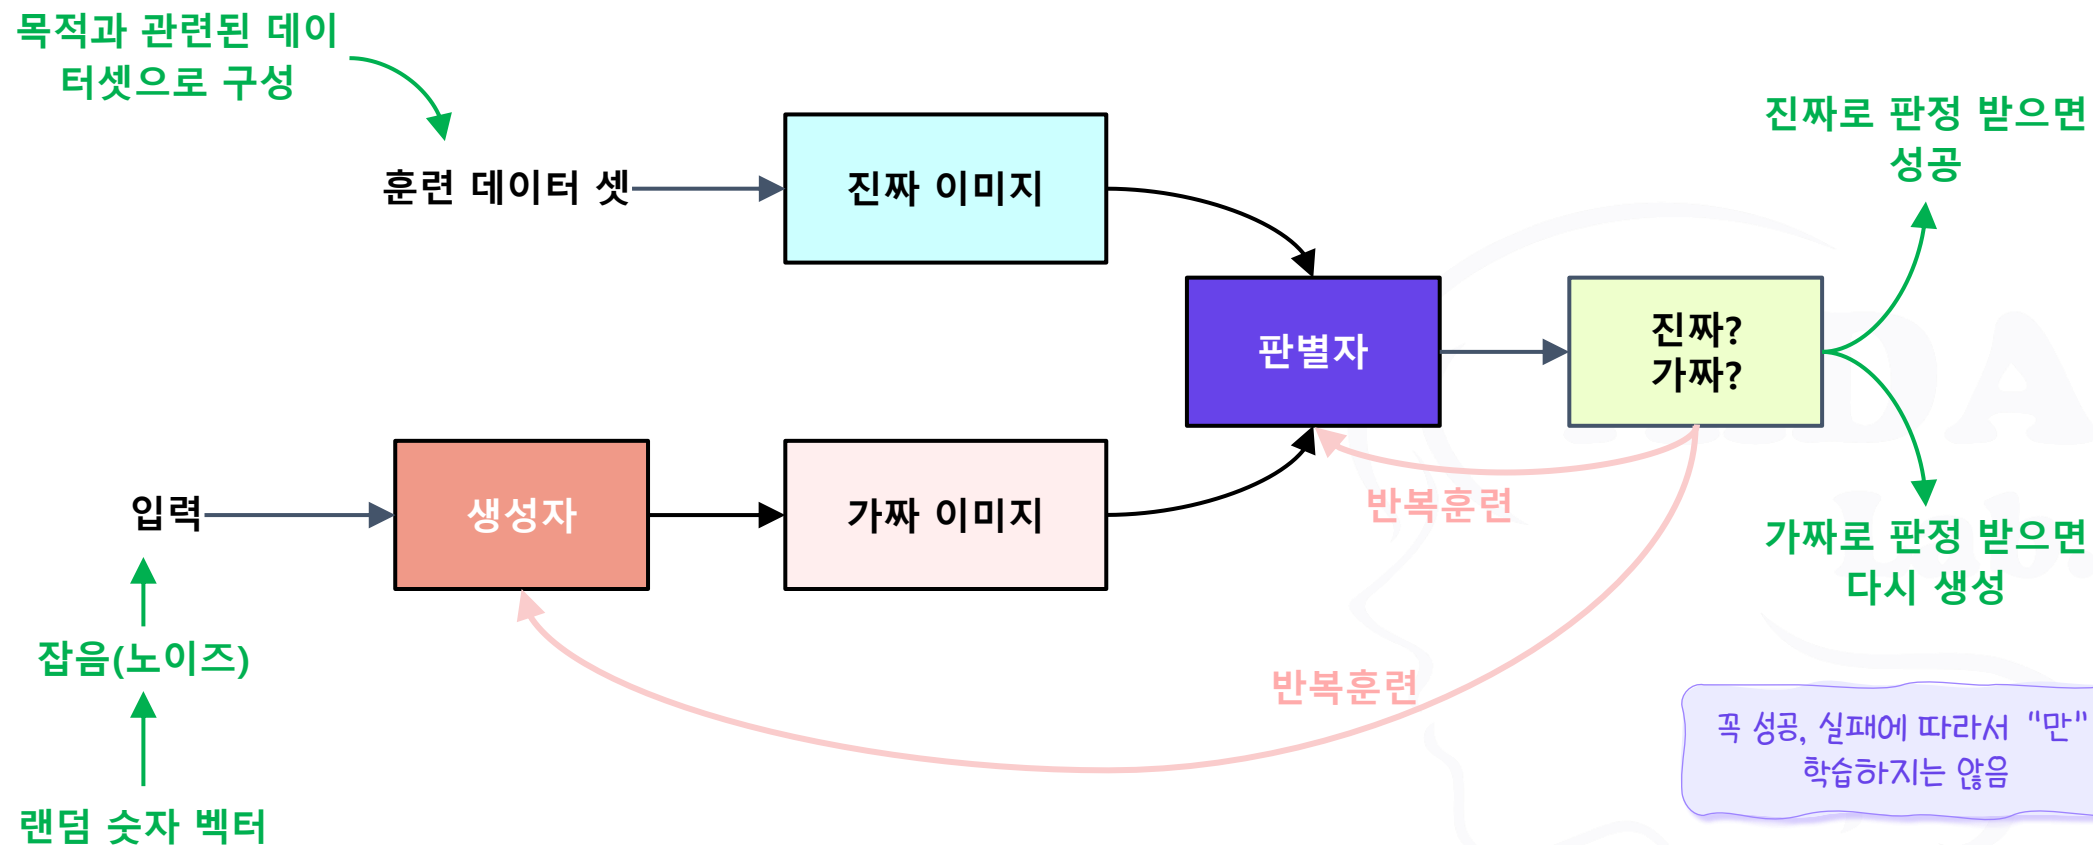 목적과 관련된 데이
터셋으로 구성
훈련 데이터 셋
진짜 이미지
진짜로 판정 받으면
성공
판별자
진짜?
가짜?
입력
생성자
가짜 이미지
반복훈련
가짜로 판정 받으면
다시 생성
잡음(노이즈)
반복훈련
랜덤 숫자 벡터
꼭 성공, 실패에 따라서 "만"
학습하지는 않음